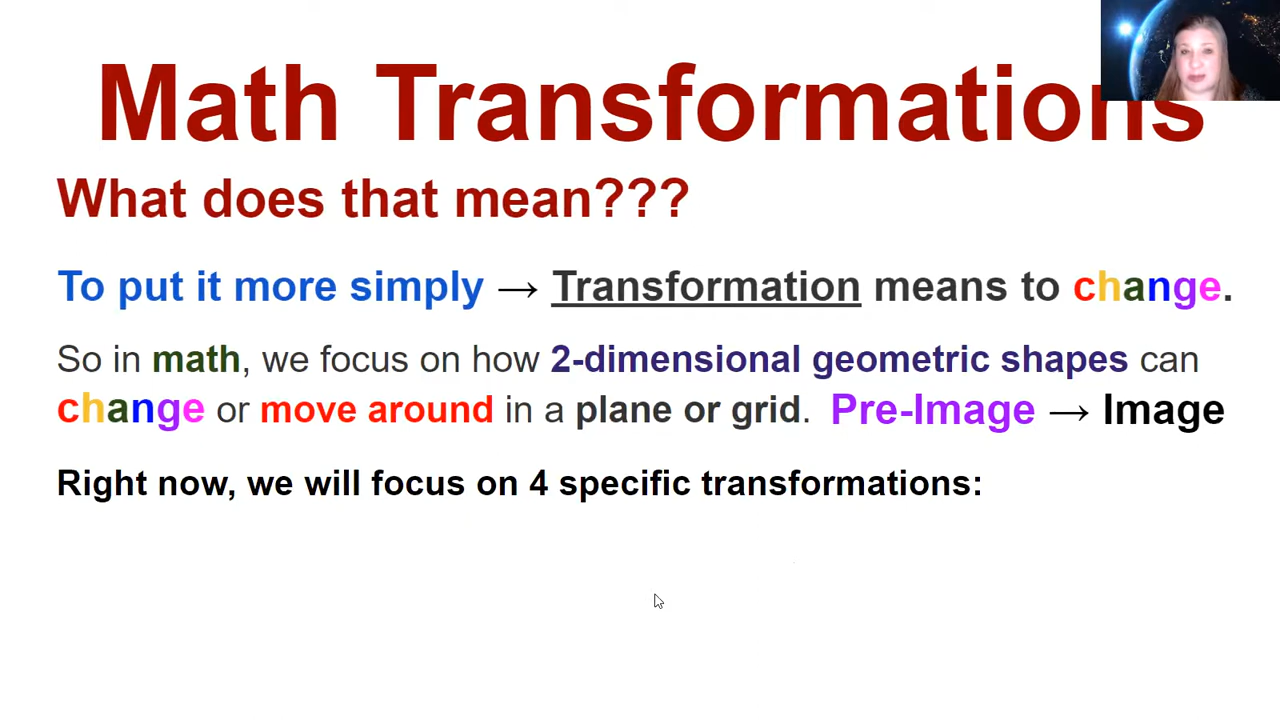 Math Transformations
What does that mean???
To put it more simply → Transformation means to change.
So in math, we focus on how 2-dimensional geometric shapes can
change or move around in a plane or grid. Pre-Image → Image
Right now, we will focus on 4 specific transformations: